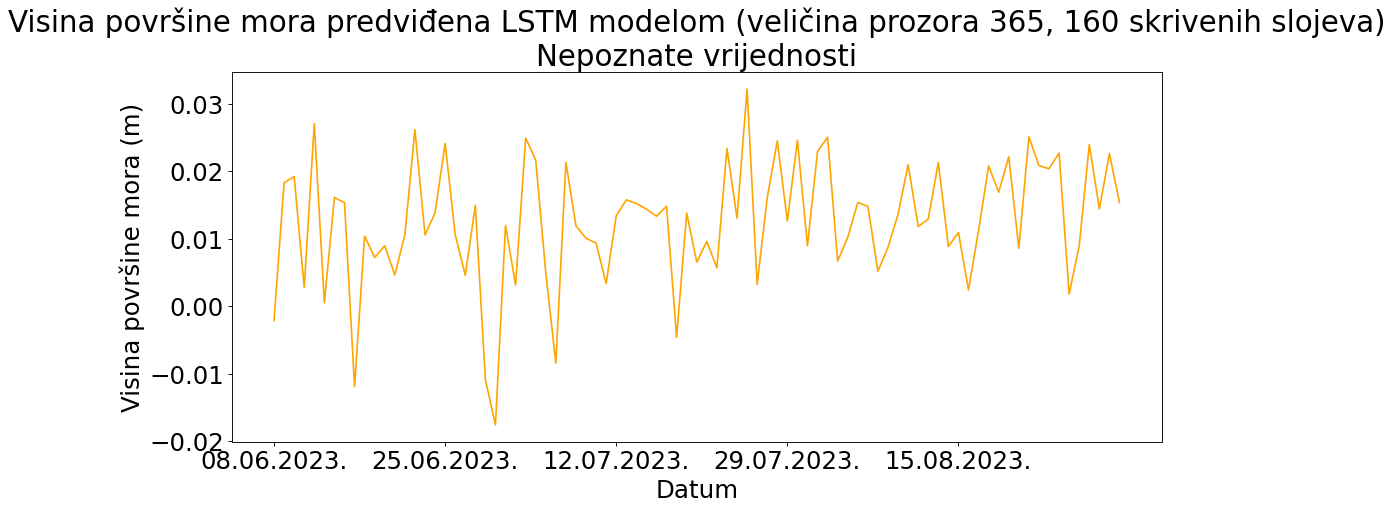 Visina površine mora predviđena LSTM modelom (veličina prozora 365, 160 skrivenih slojeva)
Nepoznate vrijednosti
Visina površine mora (m)
0.03
0.02
0.01
0.00
−0.01
−0.02
08.06.2023. 25.06.2023. 12.07.2023. 29.07.2023. 15.08.2023.
Datum